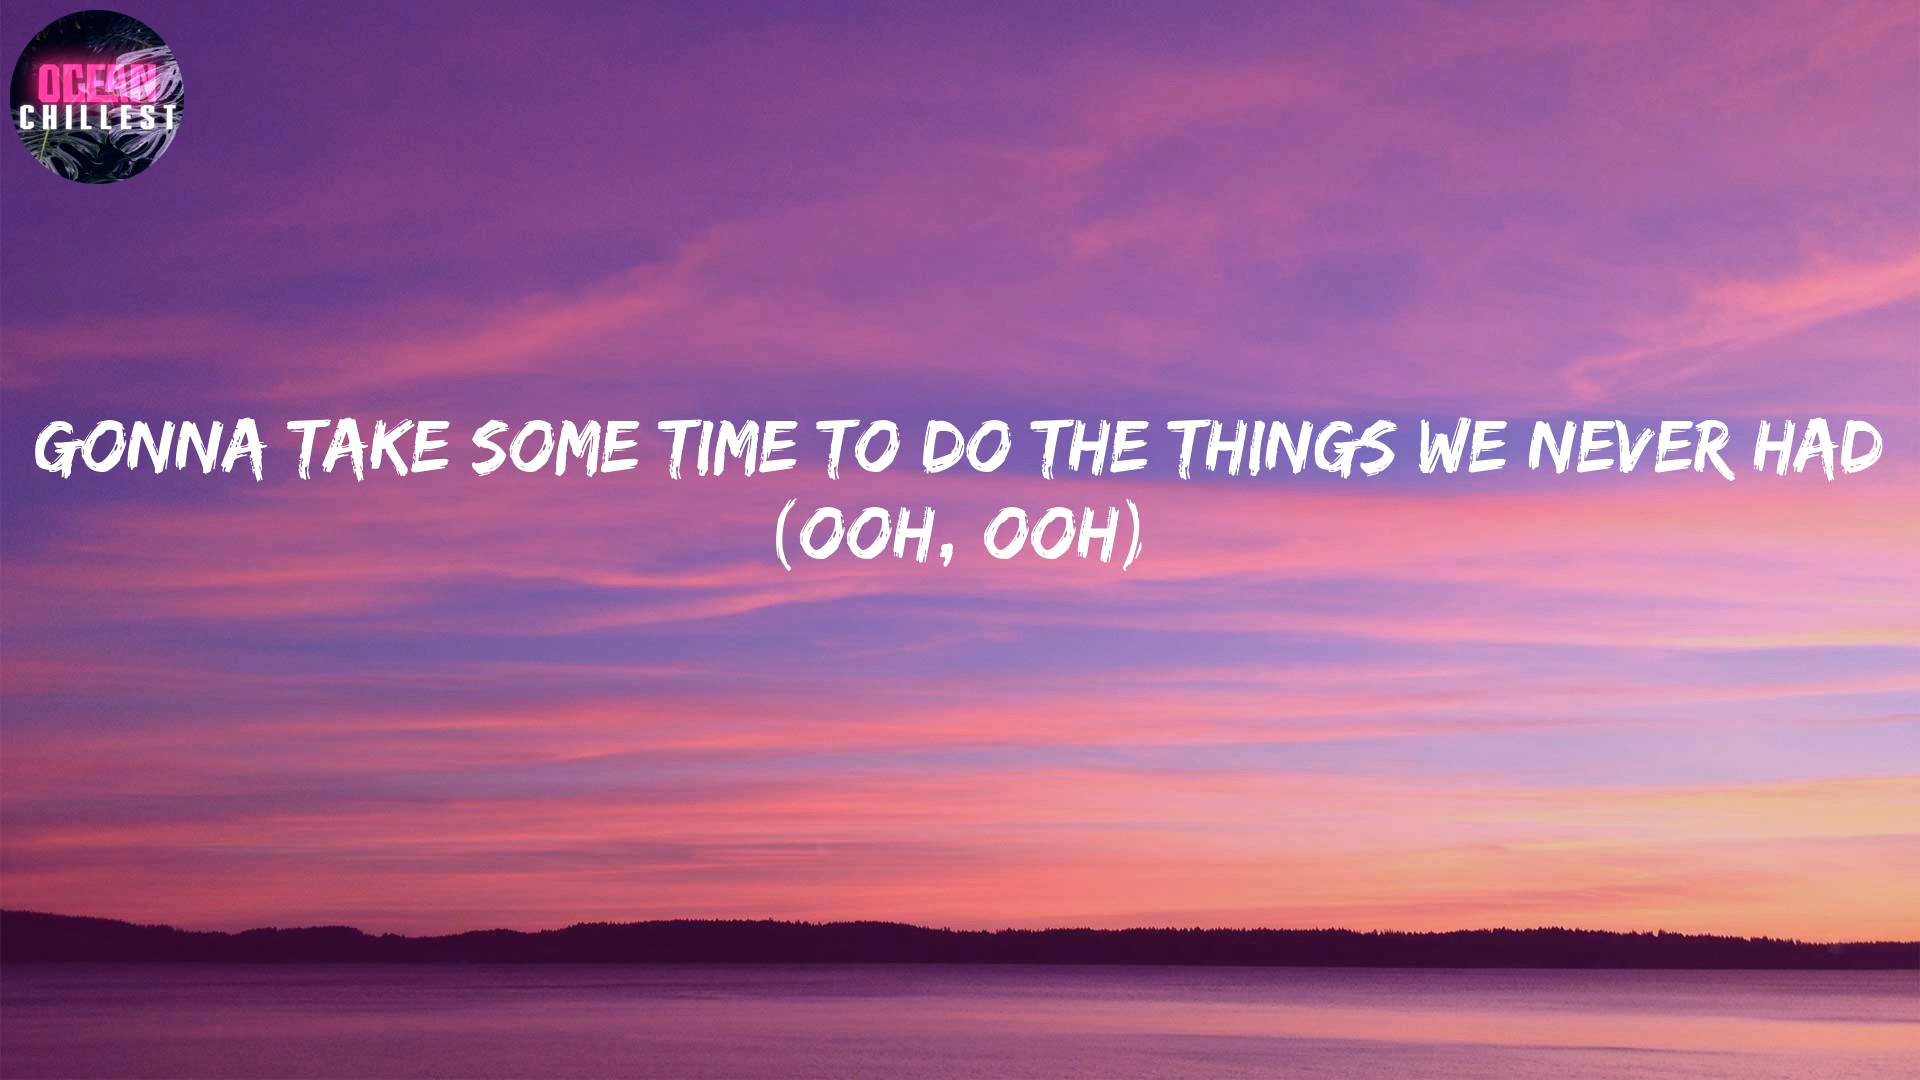 OCEAN
CHILLEST
GONNA TAKE SOME TIME TO DO THE THINGS WE NEVER HAD
(OOH, OOH)